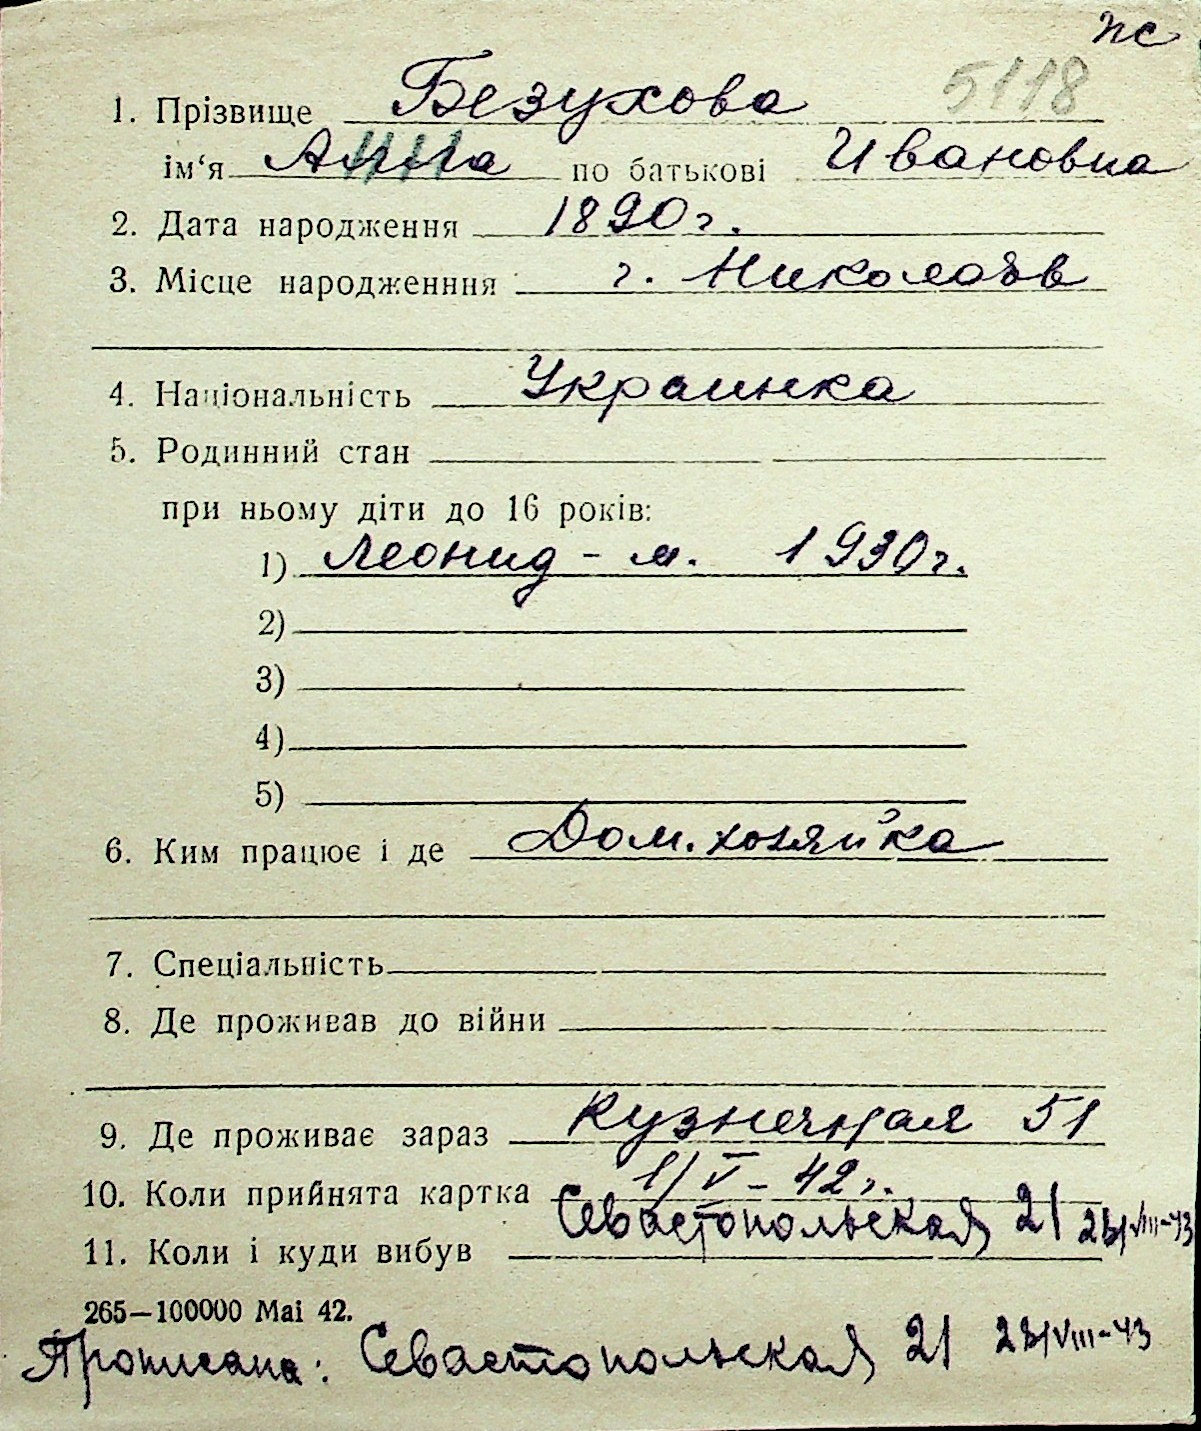 пс
5118
1. Прізвище Безухова
ім‘я Анна по батькові Ивановна
2. Дата народження 1890 г.
3. Місце народженння г. Николаев
4. Національність Украинка
5. Родинний стан
при ньому діти до 16 років:
1) Леонид - м. 1930 г.
2)
3)
4)
5)
6. Ким працює і де Дом. хозяйка
7. Спеціальність
8. Де проживав до війни
9. Де проживає зараз Кузнечная 51
10. Коли прийнята картка 1/V - 42 г.
11. Коли і куди вибув Севастопольская 21 /VIII-43
265—100000 Mai 42.
Прописана: Севастопольская 21 /VIII-43